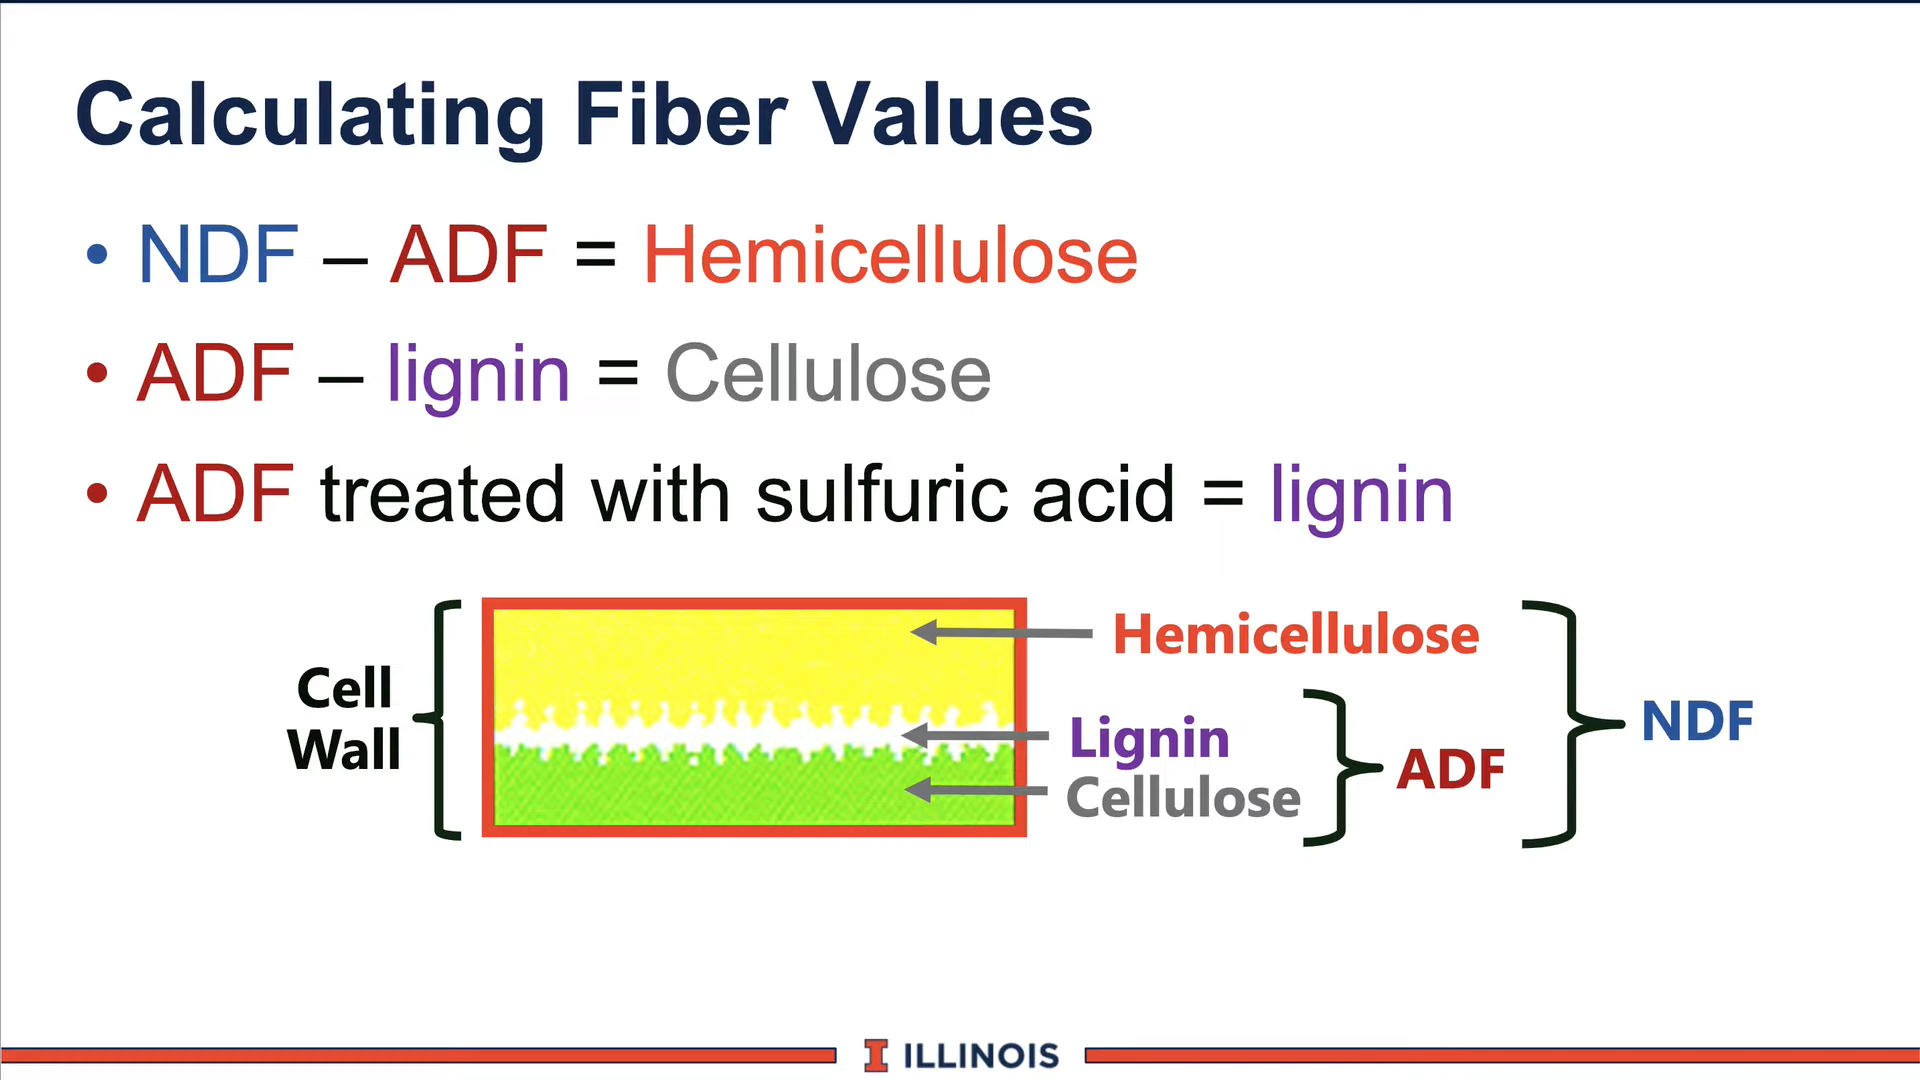 Calculating Fiber Values
• NDF – ADF = Hemicellulose
• ADF – lignin = Cellulose
• ADF treated with sulfuric acid = lignin
Cell
Wall
Hemicellulose
Lignin
Cellulose
ADF
NDF
I ILLINOIS